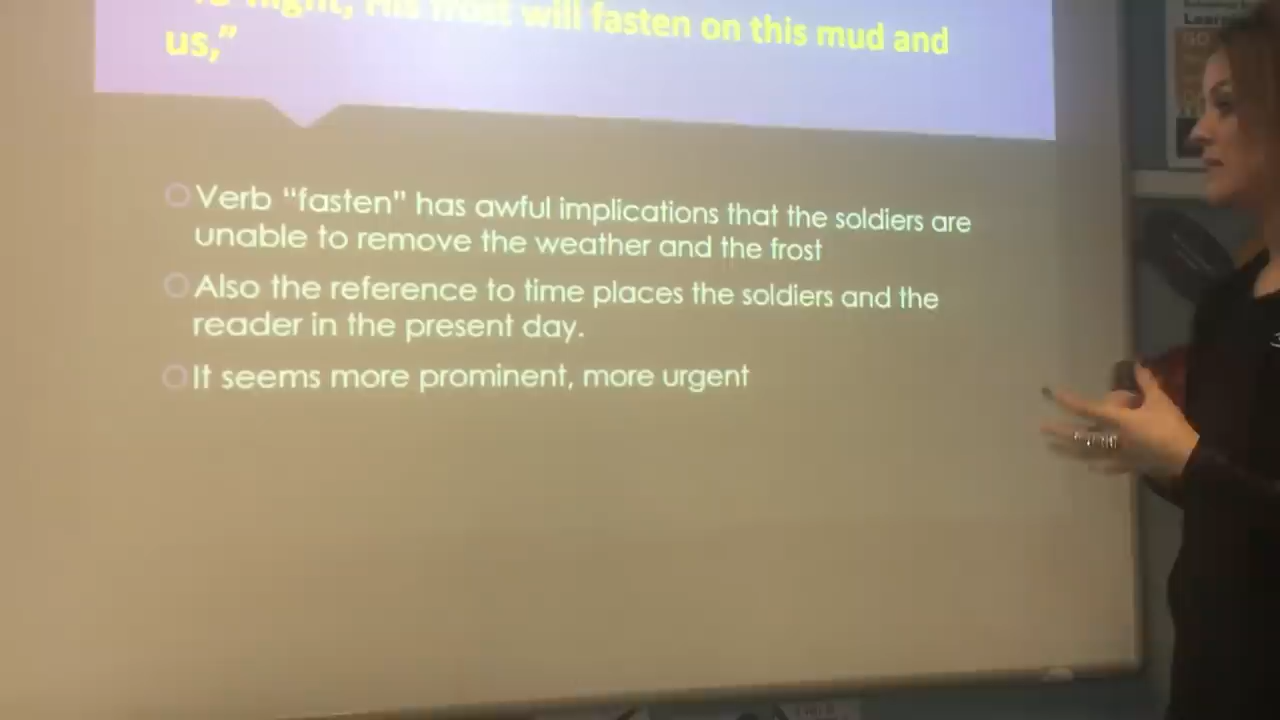 night, His frost will fasten on this mud and
us,”
Verb “fasten” has awful implications that the soldiers are
unable to remove the weather and the frost
Also the reference to time places the soldiers and the
reader in the present day.
It seems more prominent, more urgent